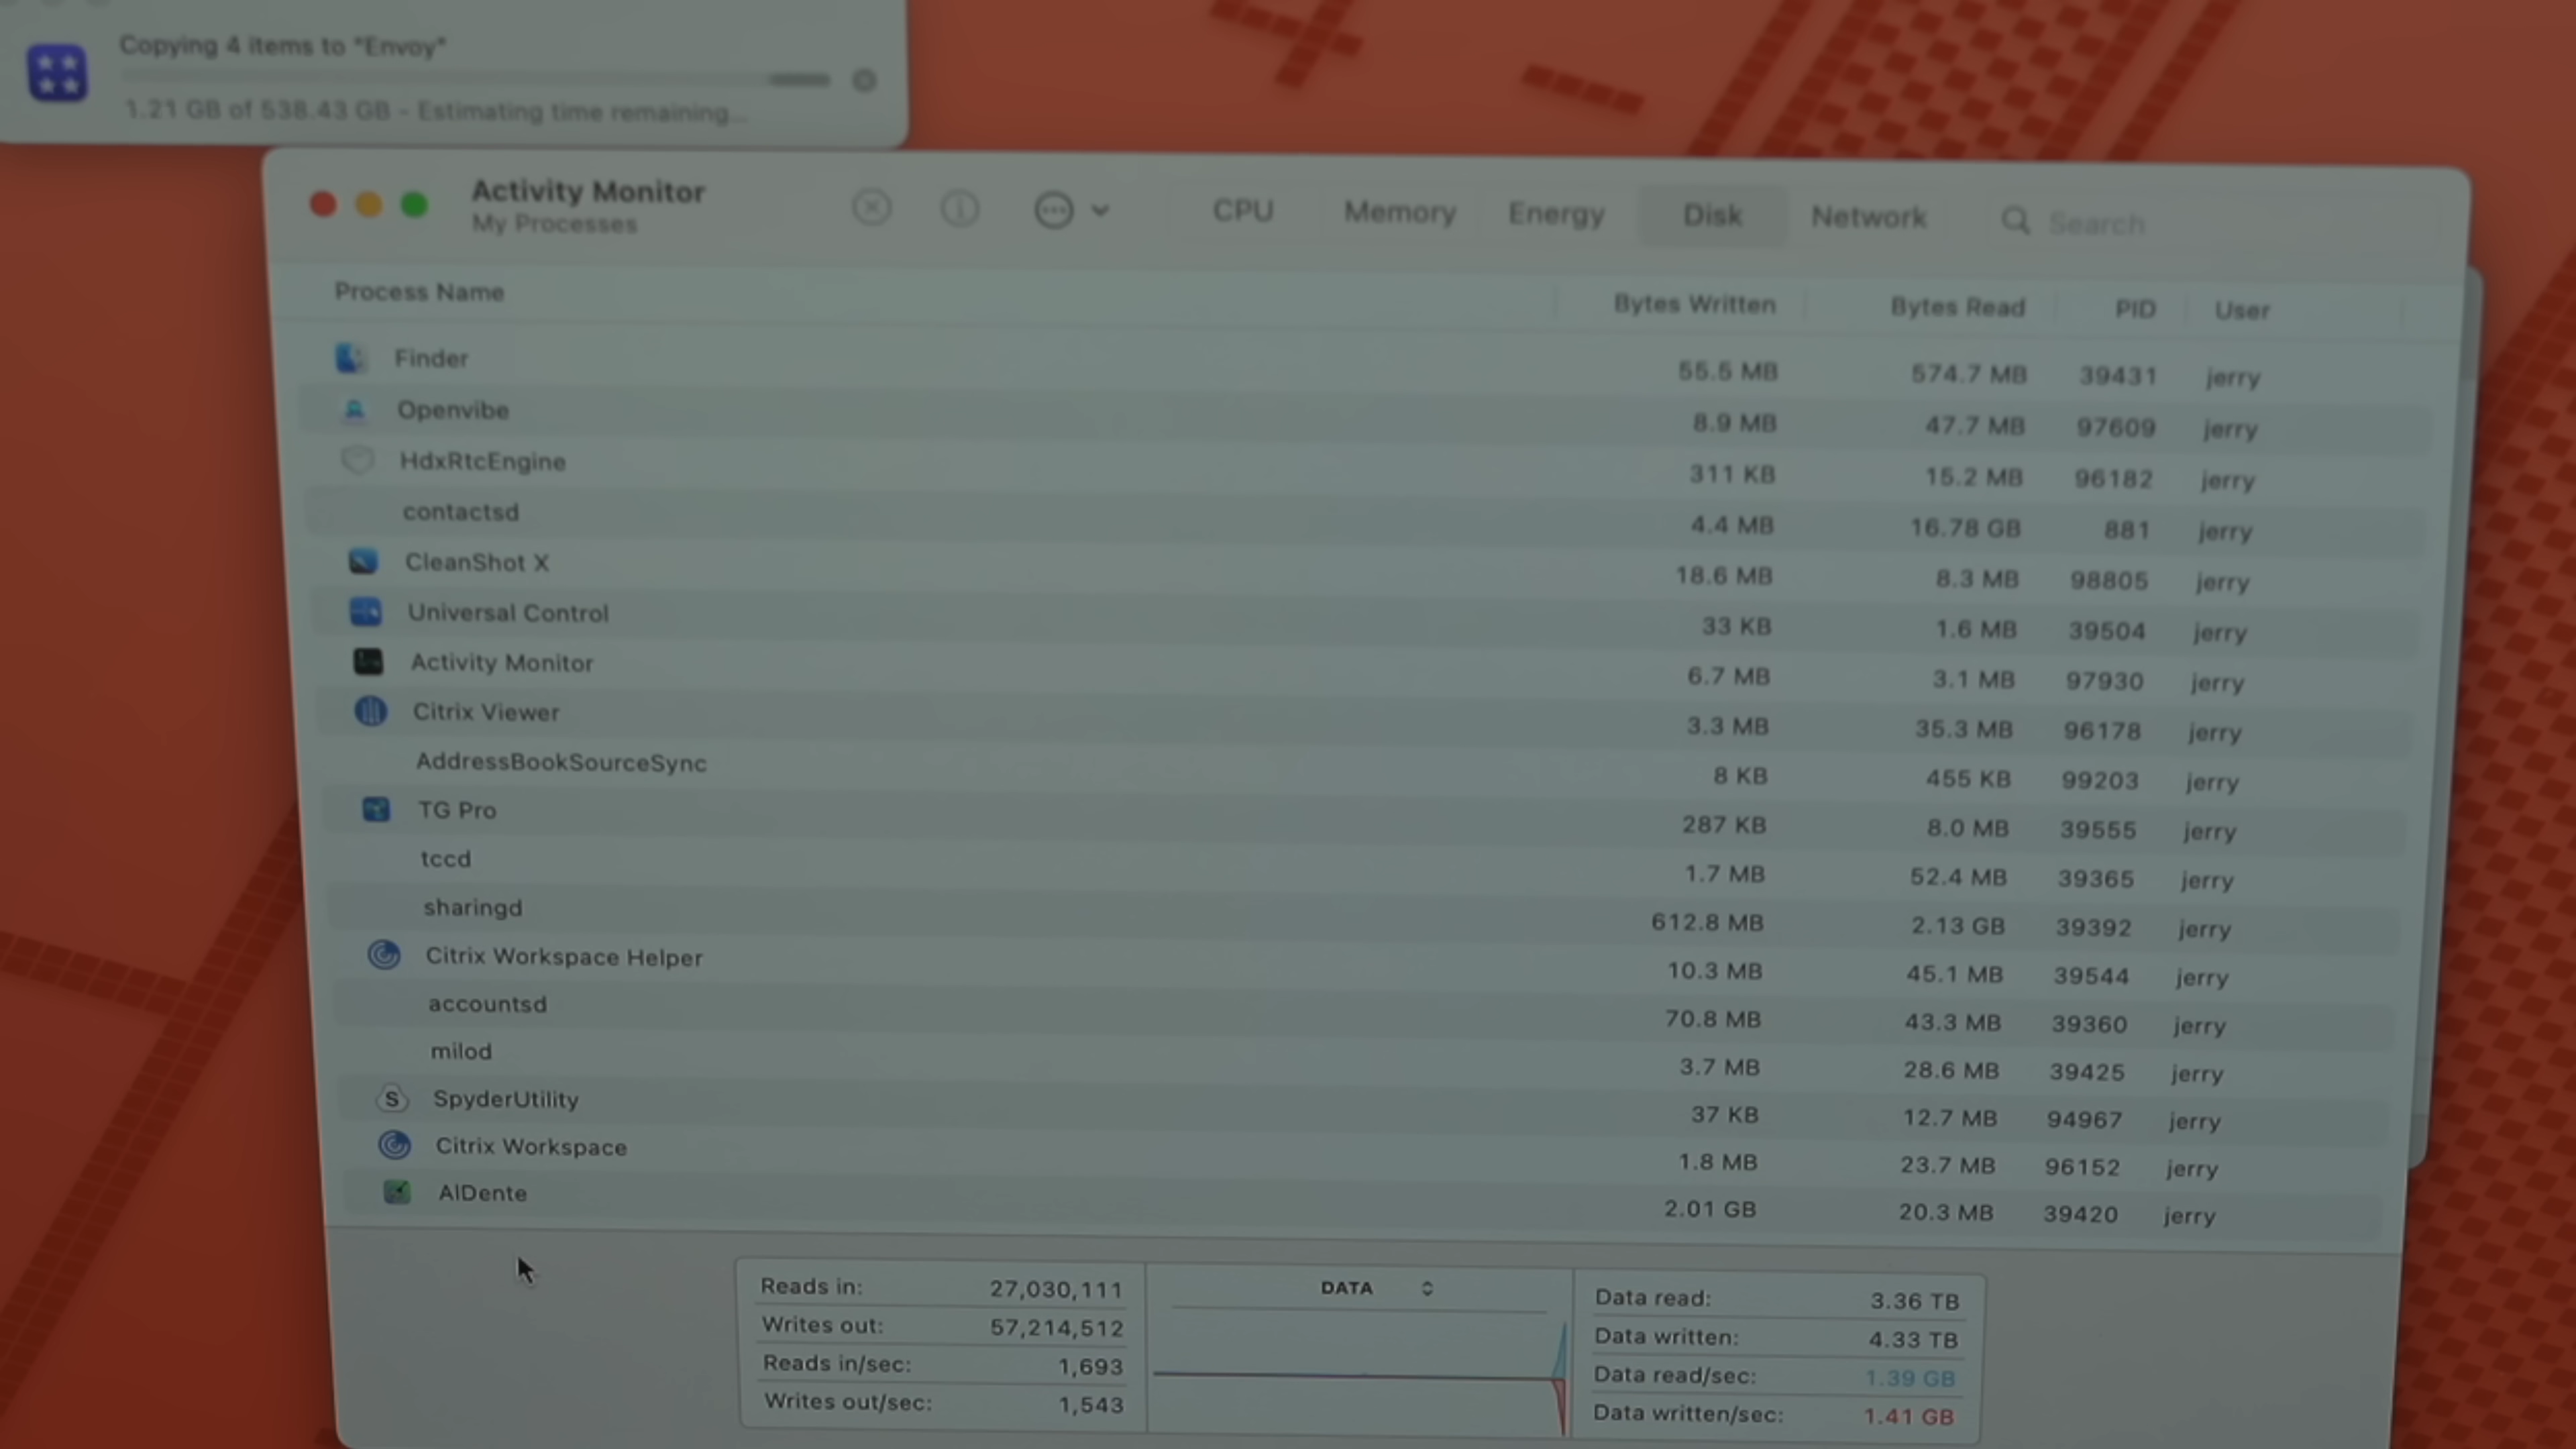 Copying 4 items to "Envoy"
1.21 GB of 538.43 GB - Estimating time remaining...
Activity Monitor
My Processes
CPU Memory Energy Disk Network Search
Process Name Bytes Written Bytes Read PID User
Finder 55.5 MB 574.7 MB 39431 jerry
Openvibe 8.9 MB 47.7 MB 97609 jerry
HdxRtcEngine 311 KB 15.2 MB 96182 jerry
contactsd 4.4 MB 16.78 GB 881 jerry
CleanShot X 18.6 MB 8.3 MB 98805 jerry
Universal Control 33 KB 1.6 MB 39504 jerry
Activity Monitor 6.7 MB 3.1 MB 97930 jerry
Citrix Viewer 3.3 MB 35.3 MB 96178 jerry
AddressBookSourceSync 8 KB 455 KB 99203 jerry
TG Pro 287 KB 8.0 MB 39555 jerry
tccd 1.7 MB 52.4 MB 39365 jerry
sharingd 612.8 MB 2.13 GB 39392 jerry
Citrix Workspace Helper 10.3 MB 45.1 MB 39544 jerry
accountsd 70.8 MB 43.3 MB 39360 jerry
milod 3.7 MB 28.6 MB 39425 jerry
S SpyderUtility 37 KB 12.7 MB 94967 jerry
Citrix Workspace 1.8 MB 23.7 MB 96152 jerry
AlDente 2.01 GB 20.3 MB 39420 jerry
Reads in: 27,030,111 DATA Data read: 3.36 TB
Writes out: 57,214,512 Data written: 4.33 TB
Reads in/sec: 1,693 Data read/sec: 1.39 GB
Writes out/sec: 1,543 Data written/sec: 1.41 GB